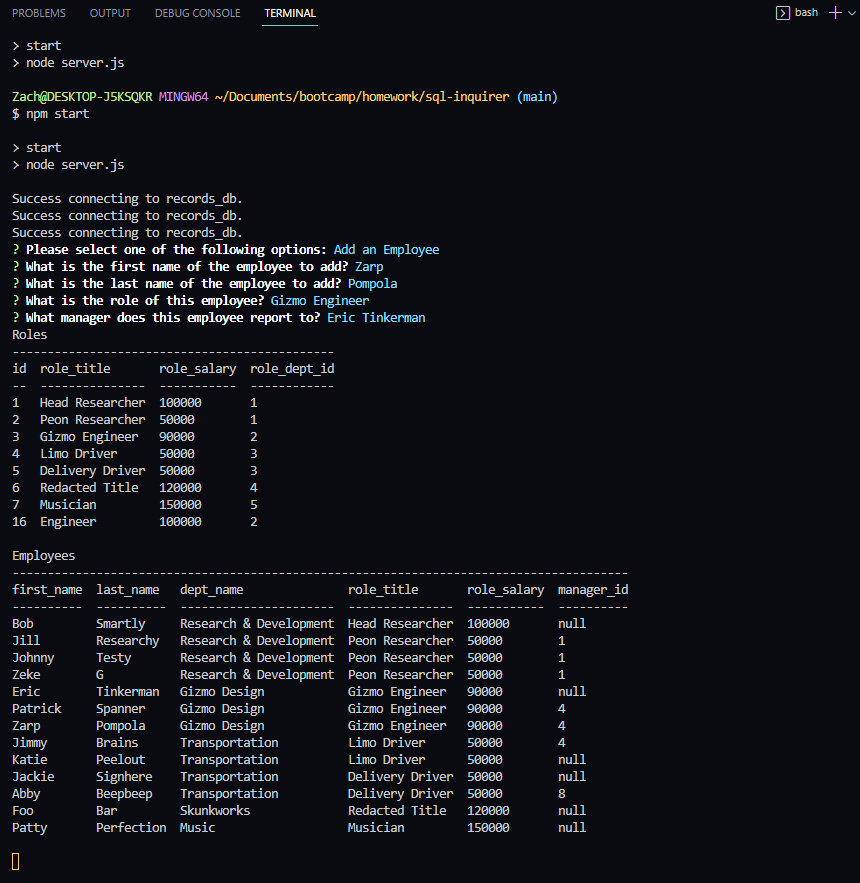 PROBLEMS OUTPUT DEBUG CONSOLE TERMINAL bash
> start
> node server.js
Zach@DESKTOP-J5KSQKR MINGW64 ~/Documents/bootcamp/homework/sql-inquirer (main)
$ npm start
> start
> node server.js
Success connecting to records_db.
Success connecting to records_db.
Success connecting to records_db.
? Please select one of the following options: Add an Employee
? What is the first name of the employee to add? Zarp
? What is the last name of the employee to add? Pompola
? What is the role of this employee? Gizmo Engineer
? What manager does this employee report to? Eric Tinkerman
Roles
----------------------------------------------
id  role_title       role_salary  role_dept_id
--  ---------------  -----------  ------------
1   Head Researcher  100000       1
2   Peon Researcher  50000        1
3   Gizmo Engineer   90000        2
4   Limo Driver      50000        3
5   Delivery Driver  50000        3
6   Redacted Title   120000       4
7   Musician         150000       5
16  Engineer         100000       2
Employees
----------------------------------------------------------------------------------------
first_name  last_name   dept_name               role_title       role_salary  manager_id
----------  ----------  ----------------------  ---------------  -----------  ----------
Bob         Smartly     Research & Development  Head Researcher  100000       null
Jill        Researchy   Research & Development  Peon Researcher  50000        1
Johnny      Testy       Research & Development  Peon Researcher  50000        1
Zeke        G           Research & Development  Peon Researcher  50000        1
Eric        Tinkerman   Gizmo Design            Gizmo Engineer   90000        null
Patrick     Spanner     Gizmo Design            Gizmo Engineer   90000        4
Zarp        Pompola     Gizmo Design            Gizmo Engineer   90000        4
Jimmy       Brains      Transportation          Limo Driver      50000        4
Katie       Peelout     Transportation          Limo Driver      50000        null
Jackie      Signhere    Transportation          Delivery Driver  50000        null
Abby        Beepbeep    Transportation          Delivery Driver  50000        8
Foo         Bar         Skunkworks              Redacted Title   120000       null
Patty       Perfection  Music                   Musician         150000       null